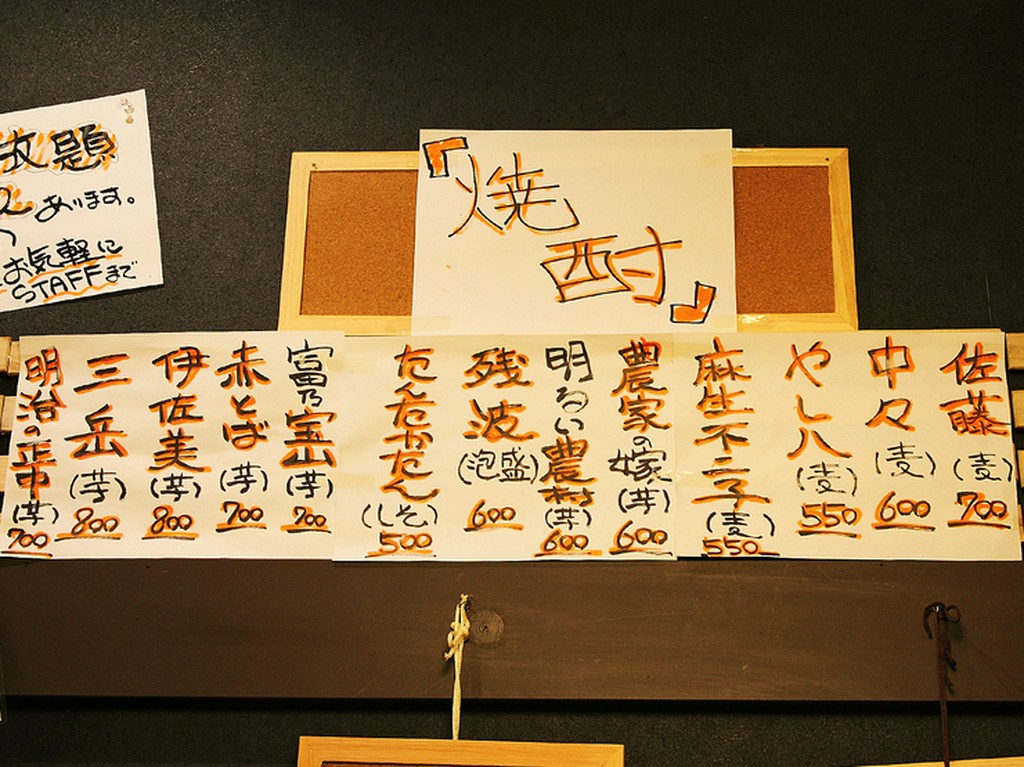 放題
あります。
お気軽に
STAFFまで
『焼酎』
佐藤(麦)700
中々(麦)600
やしハ(麦)550
麻生不二子(麦)550
農家の嫁(芋)600
明るい農村(芋)600
残波(泡盛)600
たんたかたん(しそ)500
富乃宝山(芋)700
赤とば(芋)700
伊佐美(芋)800
三岳(芋)800
明治の正中(芋)700